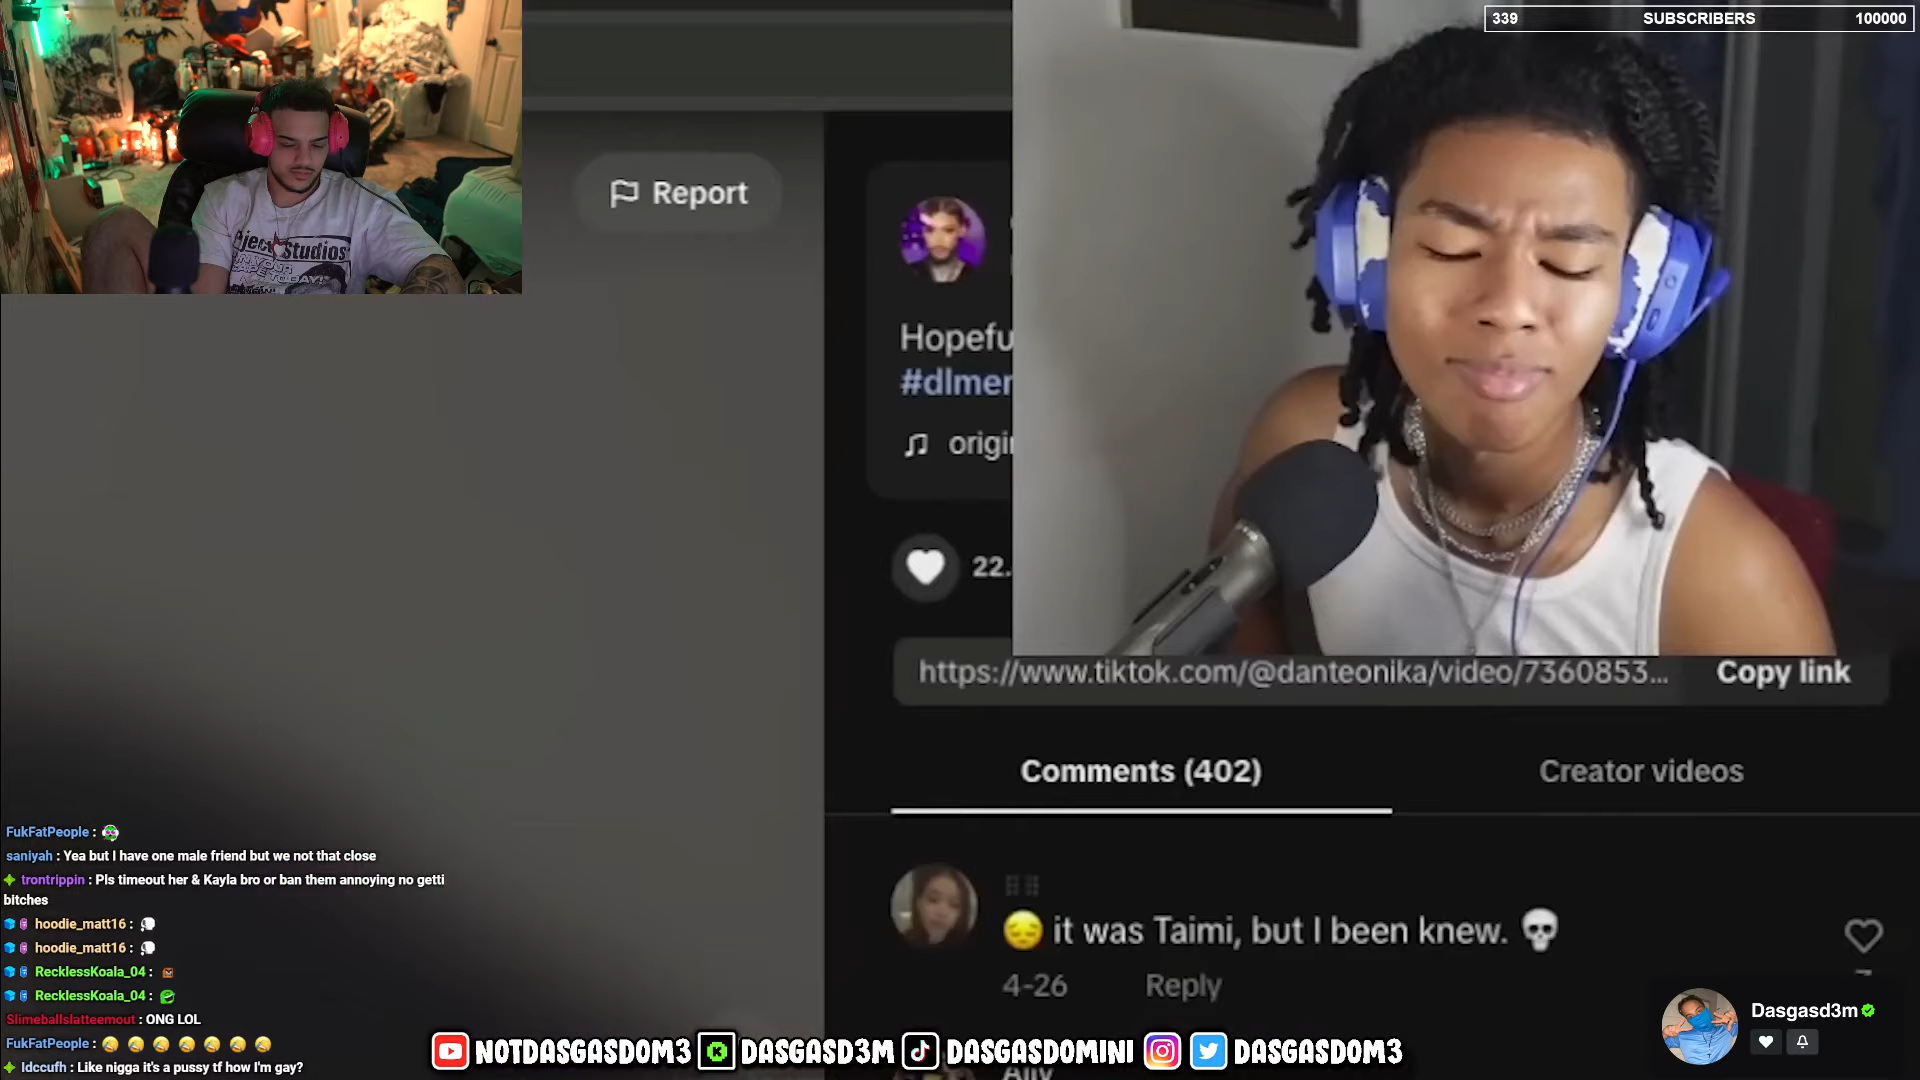 339 SUBSCRIBERS 100000
Report
Hopefu
#dlmer
origi
22.
https://www.tiktok.com/@danteonika/video/7360853...
Copy link
Comments (402)
Creator videos
😔 it was Taimi, but I been knew. 💀
4-26 Reply
Studios
FukFatPeople :
saniyah : Yea but I have one male friend but we not that close
trontrippin : Pls timeout her & Kayla bro or ban them annoying no getti
bitches
hoodie_matt16 :
hoodie_matt16 :
RecklessKoala_04 :
RecklessKoala_04 :
Slimeballslatteemout : ONG LOL
FukFatPeople :
ldccufh : Like nigga it's a pussy tf how I'm gay?
NOTDASGASDOM3 DASGASD3M DASGASDOMINI DASGASDOM3
Ally
Dasgasd3m